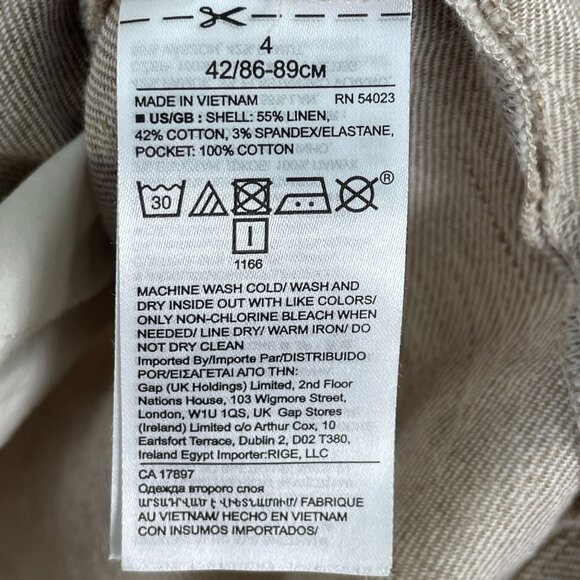 4
42/86-89CM
MADE IN VIETNAM RN 54023
■ US/GB : SHELL: 55% LINEN,
42% COTTON, 3% SPANDEX/ELASTANE,
POCKET: 100% COTTON
30
®
I
1166
MACHINE WASH COLD/ WASH AND
DRY INSIDE OUT WITH LIKE COLORS/
ONLY NON-CHLORINE BLEACH WHEN
NEEDED/ LINE DRY/ WARM IRON/ DO
NOT DRY CLEAN
Imported By/Importe Par/DISTRIBUIDO
POR/ΕΙΣΑΓΕΤΑΙ ΑΠΟ ΤΗΝ:
Gap (UK Holdings) Limited, 2nd Floor
Nations House, 103 Wigmore Street,
London, W1U 1QS, UK Gap Stores
(Ireland) Limited c/o Arthur Cox, 10
Earlsfort Terrace, Dublin 2, D02 T380,
Ireland Egypt Importer:RIGE, LLC
CA 17897
Одежда второго слоя
ԱՐՏԱԴՐՎԱԾ Է ՎԻԵՏՆԱՄՈՒՄ/ FABRIQUE
AU VIETNAM/ HECHO EN VIETNAM
CON INSUMOS IMPORTADOS/